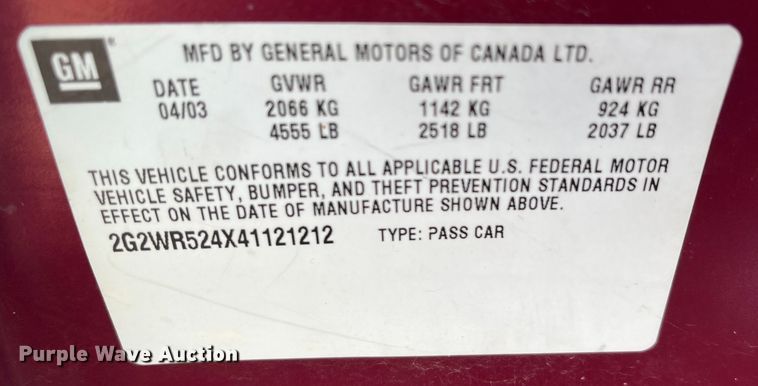 GM
MFD BY GENERAL MOTORS OF CANADA LTD.
DATE GVWR GAWR FRT GAWR RR
04/03 2066 KG 1142 KG 924 KG
4555 LB 2518 LB 2037 LB
THIS VEHICLE CONFORMS TO ALL APPLICABLE U.S. FEDERAL MOTOR
VEHICLE SAFETY, BUMPER, AND THEFT PREVENTION STANDARDS IN
EFFECT ON THE DATE OF MANUFACTURE SHOWN ABOVE.
2G2WR524X41121212 TYPE: PASS CAR
Purple Wave Auction